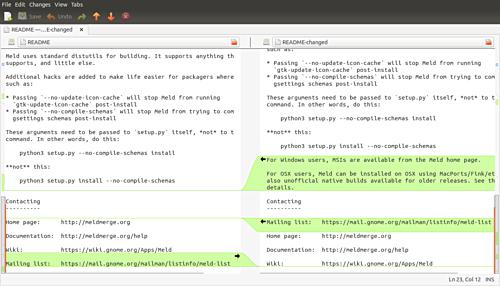 File Edit Changes View Tabs
Save Undo
README —...E-changed ×
README
Meld uses standard distutils for building. It supports anything th
supports, and little else.
Additional hacks are added to make life easier for packagers where
such as:
* Passing `--no-update-icon-cache` will stop Meld from running
`gtk-update-icon-cache` post-install
* Passing `--no-compile-schemas` will stop Meld from trying to com
gsettings schemas post-install
These arguments need to be passed to `setup.py` itself, *not* to t
command. In other words, do this:
python3 setup.py --no-compile-schemas install
**not** this:
python3 setup.py install --no-compile-schemas
Contacting
----------
Home page: http://meldmerge.org
Documentation: http://meldmerge.org/help
Wiki: https://wiki.gnome.org/Apps/Meld
Mailing list: https://mail.gnome.org/mailman/listinfo/meld-list
README-changed
such as:
* Passing `--no-update-icon-cache` will stop Meld from running
`gtk-update-icon-cache` post-install
* Passing `--no-compile-schemas` will stop Meld from trying to com
gsettings schemas post-install
These arguments need to be passed to `setup.py` itself, *not* to t
command. In other words, do this:
python3 setup.py --no-compile-schemas install
**not** this:
python3 setup.py install --no-compile-schemas
For Windows users, MSIs are available from the Meld home page.
For OSX users, Meld can be installed on OSX using MacPorts/Fink/et
also unofficial native builds available for older releases. See th
details.
Contacting
----------
Mailing list: https://mail.gnome.org/mailman/listinfo/meld-list
Home page: http://meldmerge.org
Documentation: http://meldmerge.org/help
Wiki: https://wiki.gnome.org/Apps/Meld
Ln 23, Col 12 INS